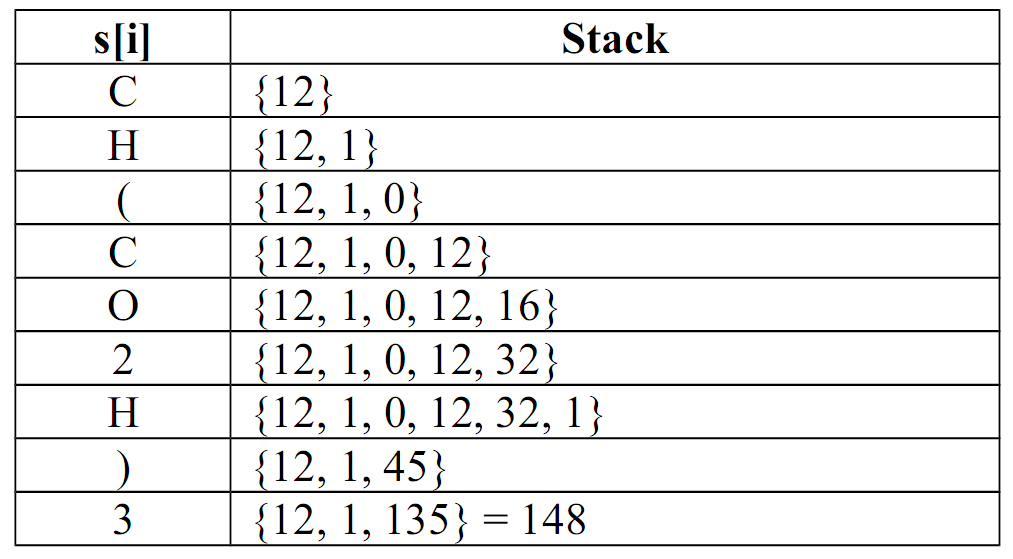 s[i] Stack
C {12}
H {12, 1}
( {12, 1, 0}
C {12, 1, 0, 12}
O {12, 1, 0, 12, 16}
2 {12, 1, 0, 12, 32}
H {12, 1, 0, 12, 32, 1}
) {12, 1, 45}
3 {12, 1, 135} = 148